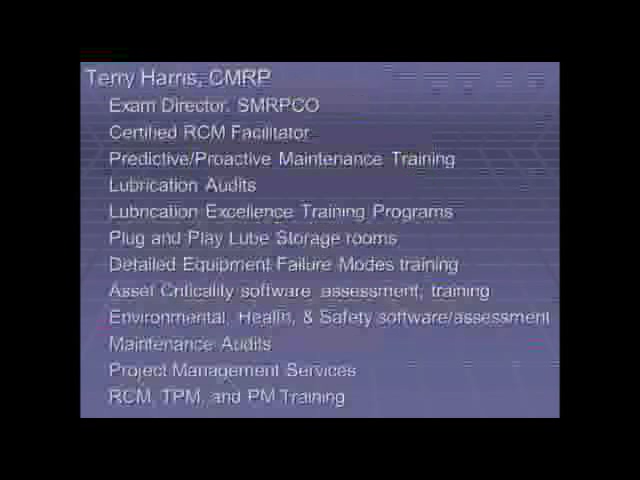 Terry Harris, CMRP
Exam Director, SMRPCO
Certified RCM Facilitator
Predictive/Proactive Maintenance Training
Lubrication Audits
Lubrication Excellence Training Programs
Plug and Play Lube Storage rooms
Detailed Equipment Failure Modes training
Asset Criticality software, assessment, training
Environmental, Health, & Safety software/assessment
Maintenance Audits
Project Management Services
RCM, TPM, and PM Training